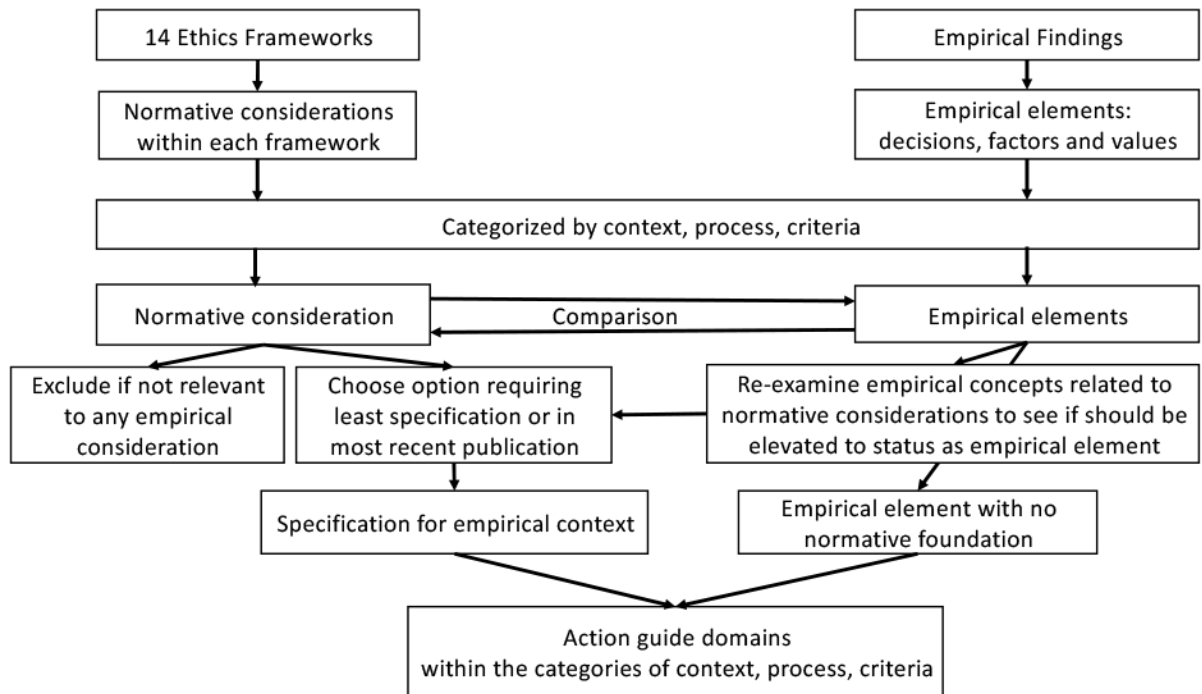 14 Ethics Frameworks
Empirical Findings
Normative considerations
within each framework
Empirical elements:
decisions, factors and values
Categorized by context, process, criteria
Normative consideration
Comparison
Empirical elements
Exclude if not relevant
to any empirical
consideration
Choose option requiring
least specification or in
most recent publication
Re-examine empirical concepts related to
normative considerations to see if should be
elevated to status as empirical element
Specification for empirical context
Empirical element with no
normative foundation
Action guide domains
within the categories of context, process, criteria